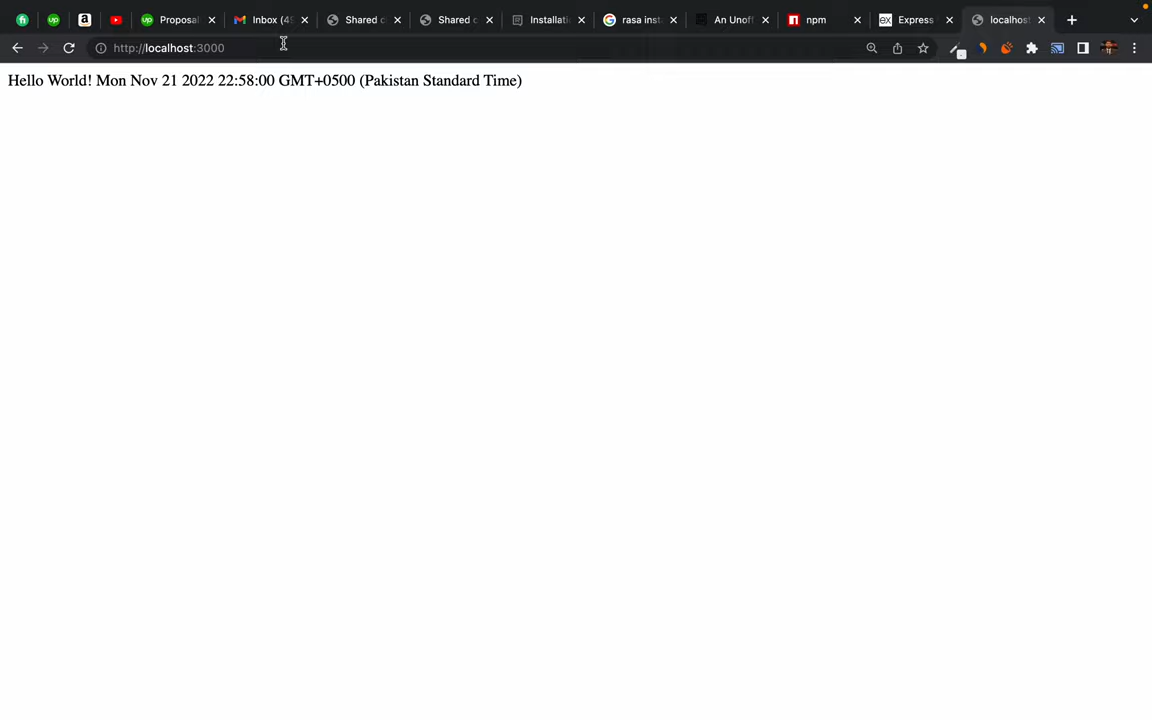 Proposal
Inbox (45
Shared c
Shared c
Installati
rasa inst
An Unoff
npm
Express
localhost
http://localhost:3000
Hello World! Mon Nov 21 2022 22:58:00 GMT+0500 (Pakistan Standard Time)